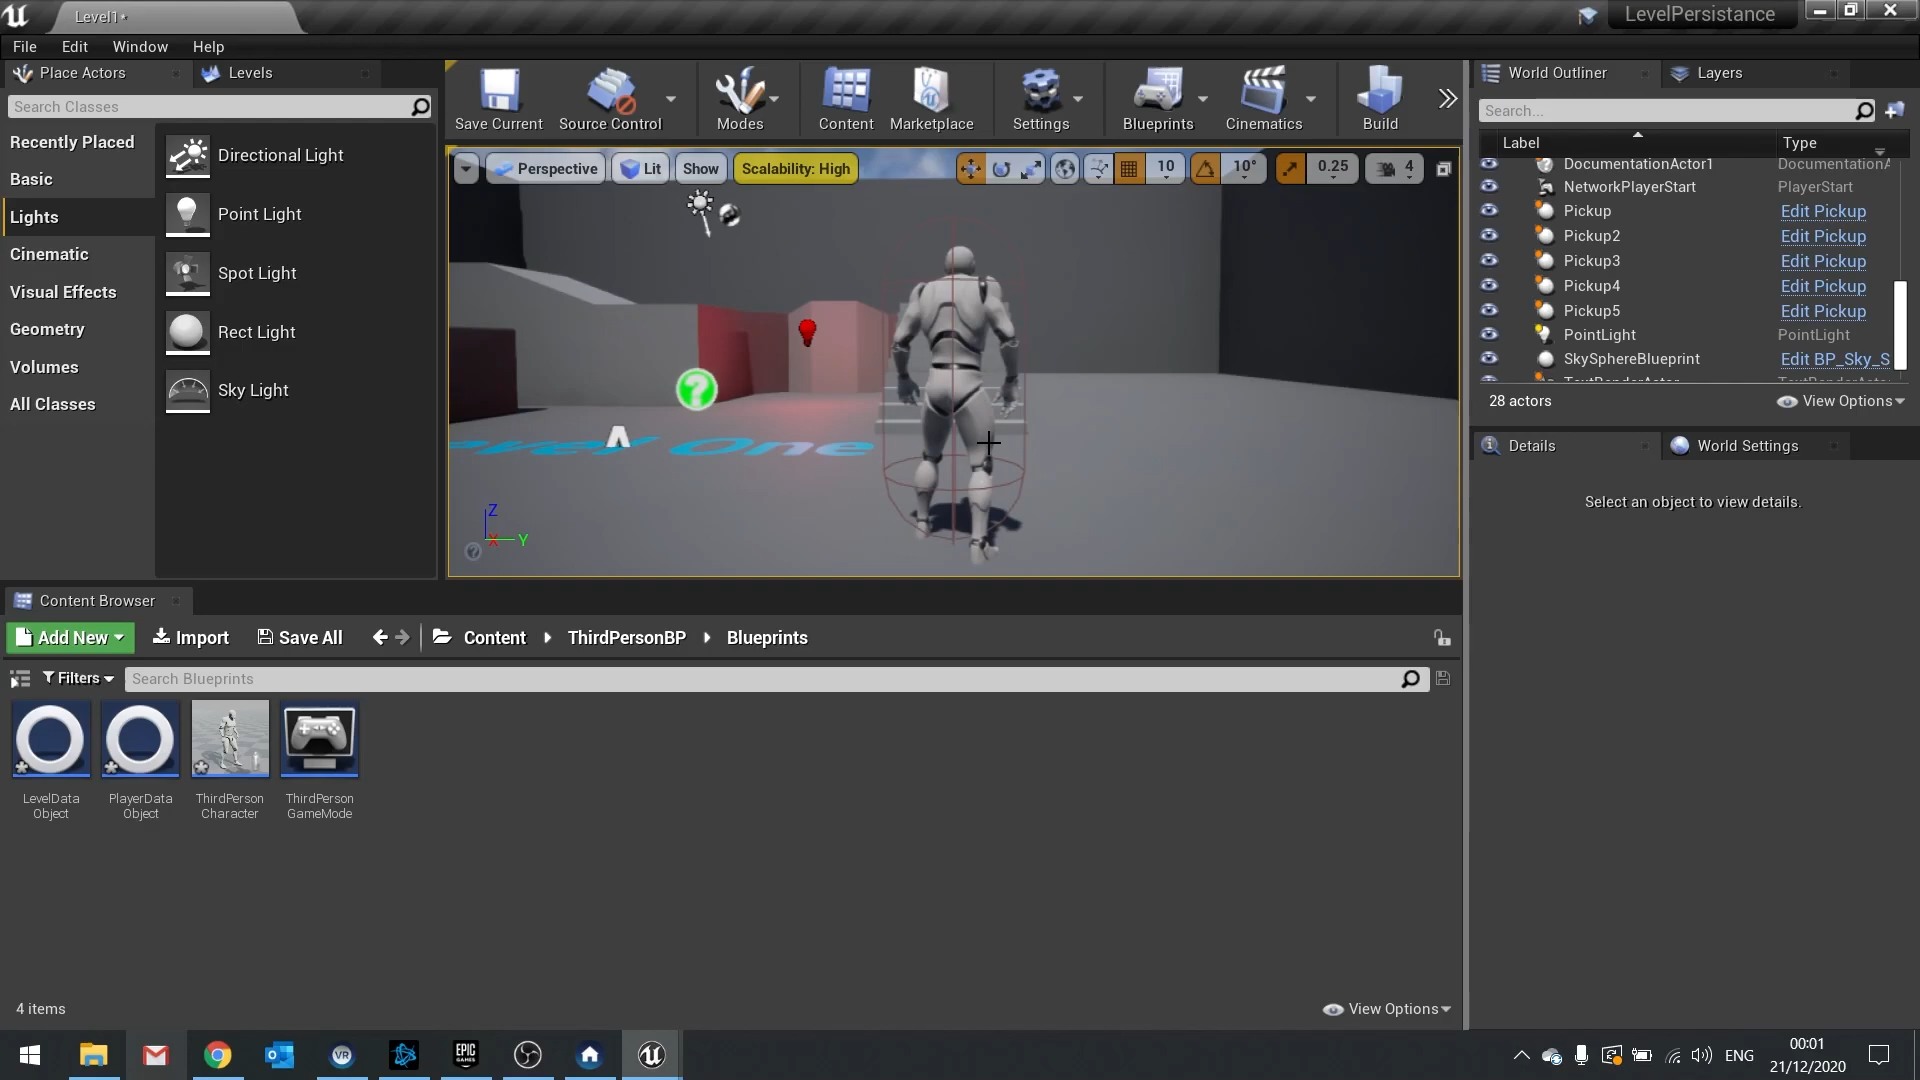 Level1*
LevelPersistance
File Edit Window Help
Place Actors
Levels
Search Classes
Recently Placed
Basic
Lights
Cinematic
Visual Effects
Geometry
Volumes
All Classes
Directional Light
Point Light
Spot Light
Rect Light
Sky Light
Save Current
Source Control
Modes
Content
Marketplace
Settings
Blueprints
Cinematics
Build
Perspective
Lit
Show
Scalability: High
10
10°
0.25
4
One
Z
X
Y
World Outliner
Layers
Search...
Label
Type
DocumentationActor1 DocumentationA
NetworkPlayerStart PlayerStart
Pickup Edit Pickup
Pickup2 Edit Pickup
Pickup3 Edit Pickup
Pickup4 Edit Pickup
Pickup5 Edit Pickup
PointLight PointLight
SkySphereBlueprint Edit BP_Sky_S
28 actors
View Options
Details
World Settings
Select an object to view details.
Content Browser
Add New
Import
Save All
Content
ThirdPersonBP
Blueprints
Filters
Search Blueprints
LevelData
Object
PlayerData
Object
ThirdPerson
Character
ThirdPerson
GameMode
4 items
View Options
VR
EPIC
GAMES
ENG
00:01
21/12/2020